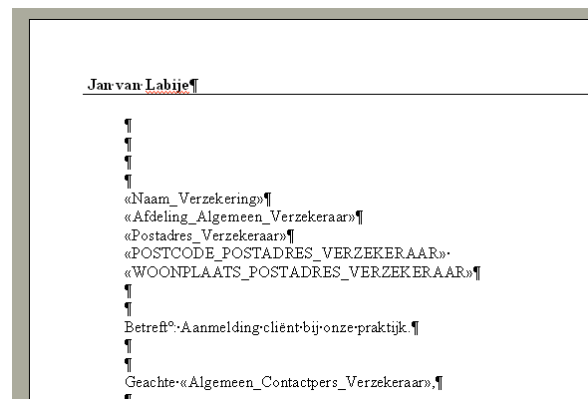 Jan van Labije¶
¶
¶
¶
¶
«Naam_Verzekering»¶
«Afdeling_Algemeen_Verzekeraar»¶
«Postadres_Verzekeraar»¶
«POSTCODE_POSTADRES_VERZEKERAAR»·
«WOONPLAATS_POSTADRES_VERZEKERAAR»¶
¶
¶
Betreft°:·Aanmelding·cliënt·bij·onze·praktijk.¶
¶
¶
Geachte·«Algemeen_Contactpers_Verzekeraar»,¶
¶